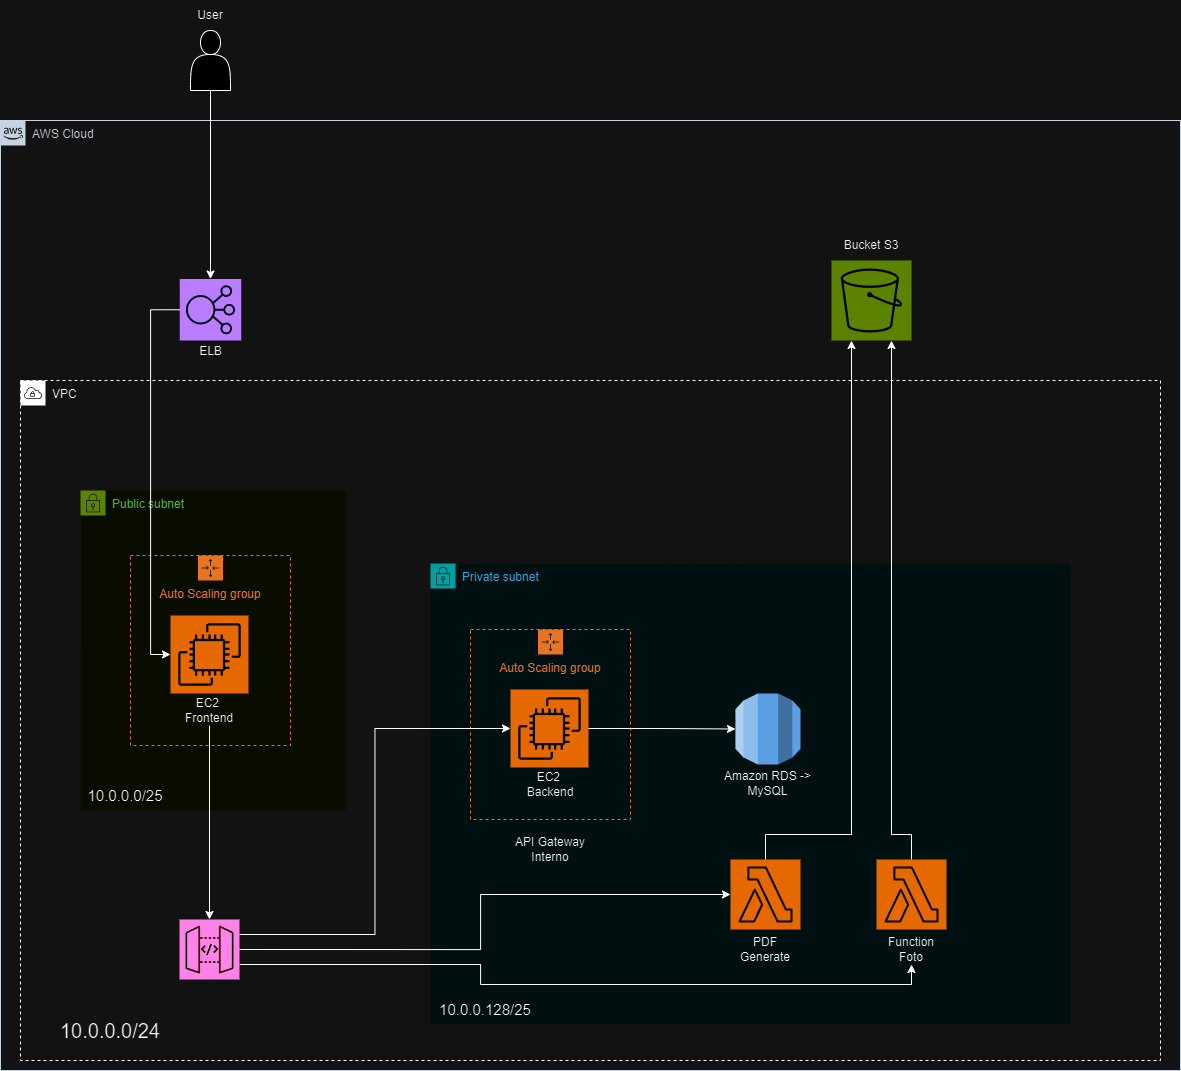 User
aws
AWS Cloud
Bucket S3
ELB
VPC
Public subnet
Auto Scaling group
EC2
Frontend
10.0.0.0/25
Private subnet
Auto Scaling group
EC2
Backend
Amazon RDS ->
MySQL
API Gateway
Interno
PDF
Generate
Function
Foto
</>
10.0.0.128/25
10.0.0.0/24